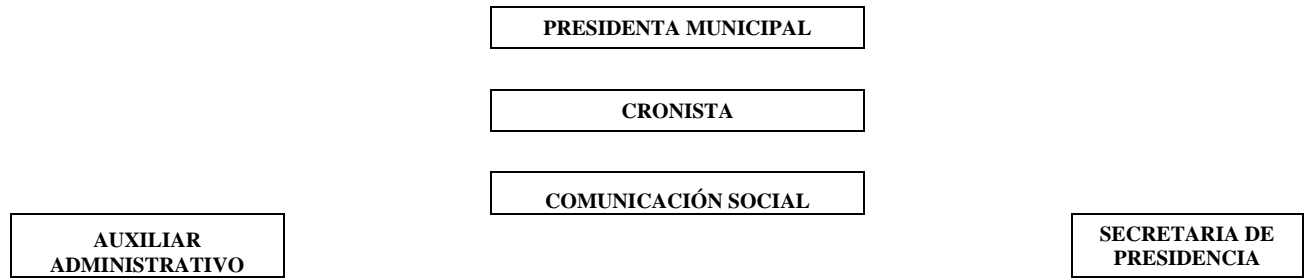 PRESIDENTA MUNICIPAL
CRONISTA
COMUNICACIÓN SOCIAL
AUXILIAR
ADMINISTRATIVO
SECRETARIA DE
PRESIDENCIA